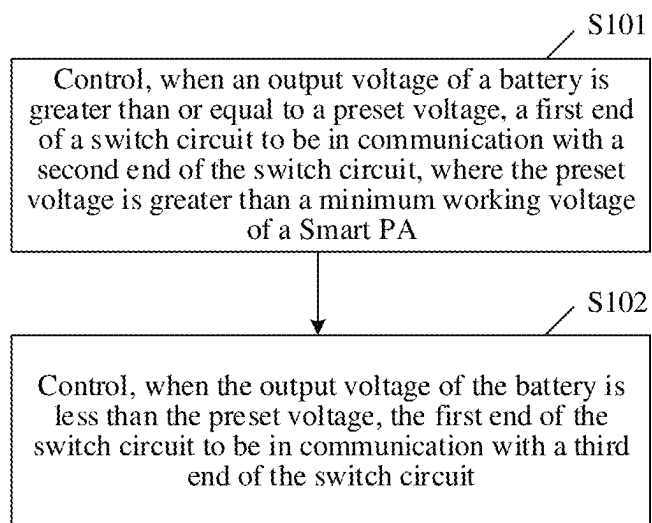 S101
Control, when an output voltage of a battery is
greater than or equal to a preset voltage, a first end
of a switch circuit to be in communication with a
second end of the switch circuit, where the preset
voltage is greater than a minimum working voltage
of a Smart PA
S102
Control, when the output voltage of the battery is
less than the preset voltage, the first end of the
switch circuit to be in communication with a third
end of the switch circuit